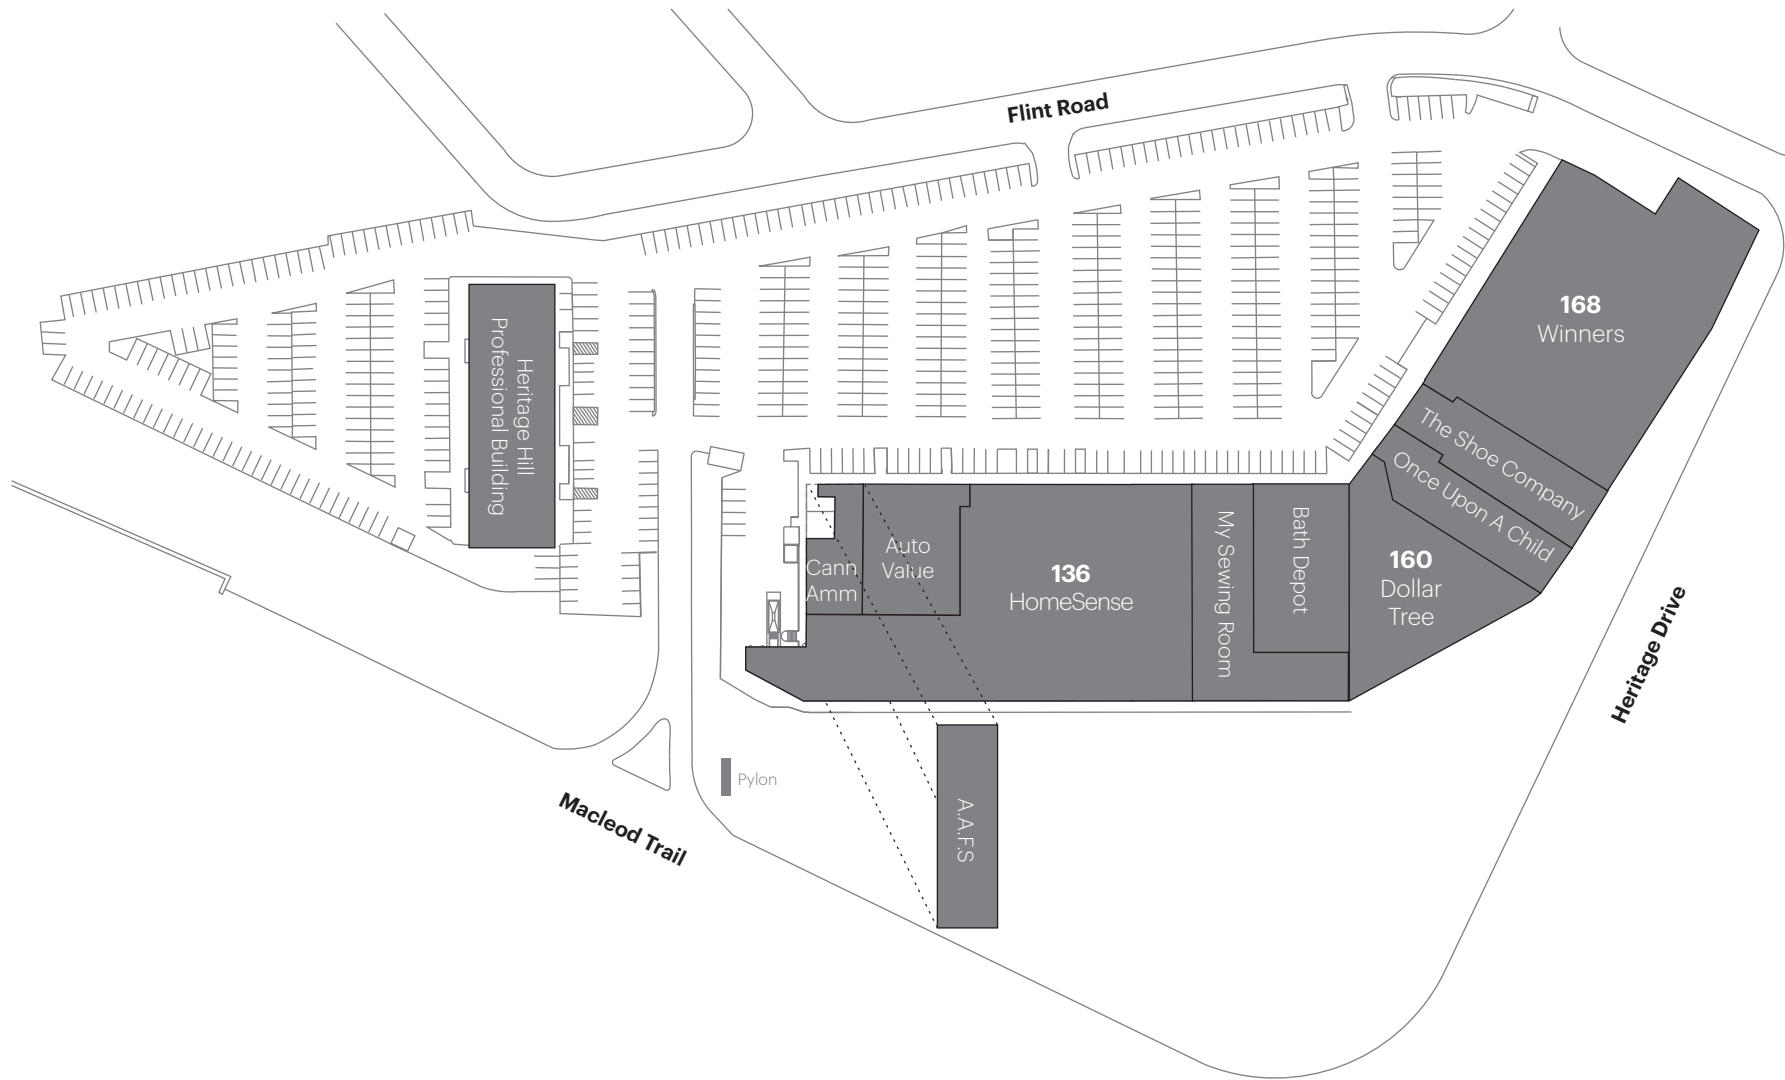 Flint Road
168
Winners
The Shoe Company
Once Upon A Child
Heritage Hill
Professional Building
Cann
Amm
Auto
Value
136
HomeSense
My Sewing Room
Bath Depot
160
Dollar
Tree
Heritage Drive
Pylon
A.A.F.S
Macleod Trail